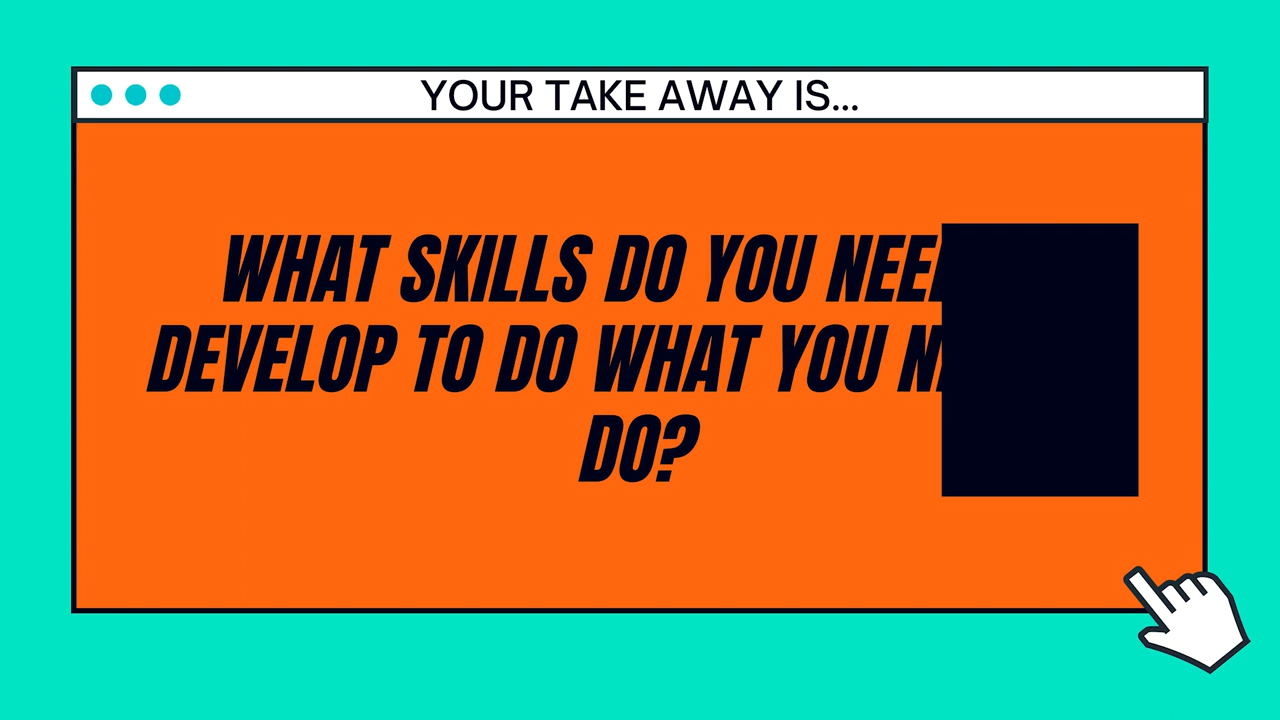 YOUR TAKE AWAY IS...
WHAT SKILLS DO YOU
DEVELOP TO DO WHAT YOU
DO?